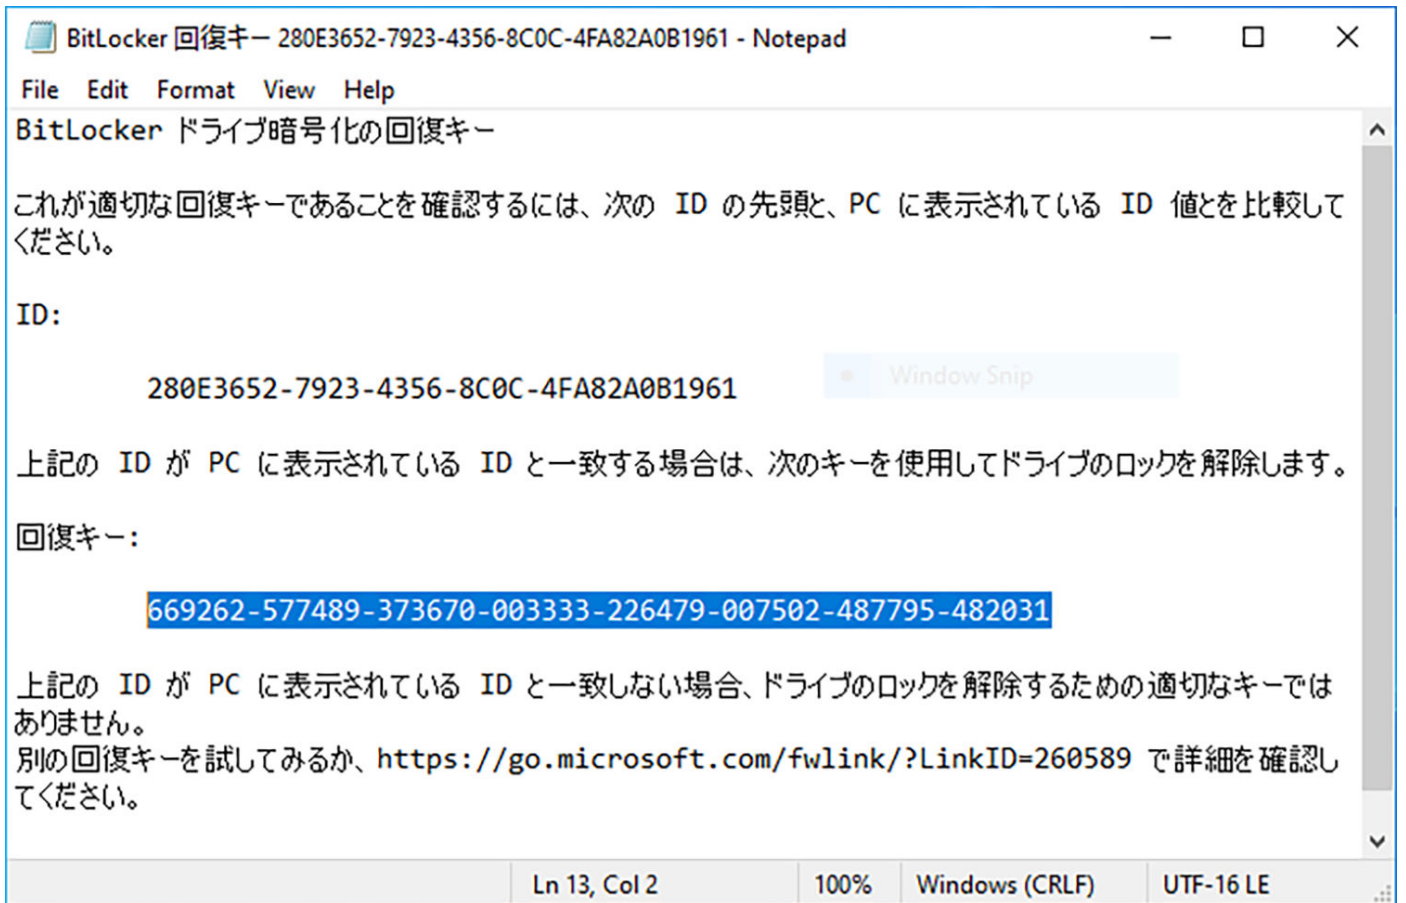 BitLocker 回復キー 280E3652-7923-4356-8C0C-4FA82A0B1961 - Notepad
File Edit Format View Help
BitLocker ドライブ暗号化の回復キー
これが適切な回復キーであることを確認するには、次の ID の先頭と、PC に表示されている ID 値とを比較して
ください。
ID:
280E3652-7923-4356-8C0C-4FA82A0B1961
Window Snip
上記の ID が PC に表示されている ID と一致する場合は、次のキーを使用してドライブのロックを解除します。
回復キー:
669262-577489-373670-003333-226479-007502-487795-482031
上記の ID が PC に表示されている ID と一致しない場合、ドライブのロックを解除するための適切なキーでは
ありません。
別の回復キーを試してみるか、https://go.microsoft.com/fwlink/?LinkID=260589 で詳細を確認し
てください。
Ln 13, Col 2 100% Windows (CRLF) UTF-16 LE